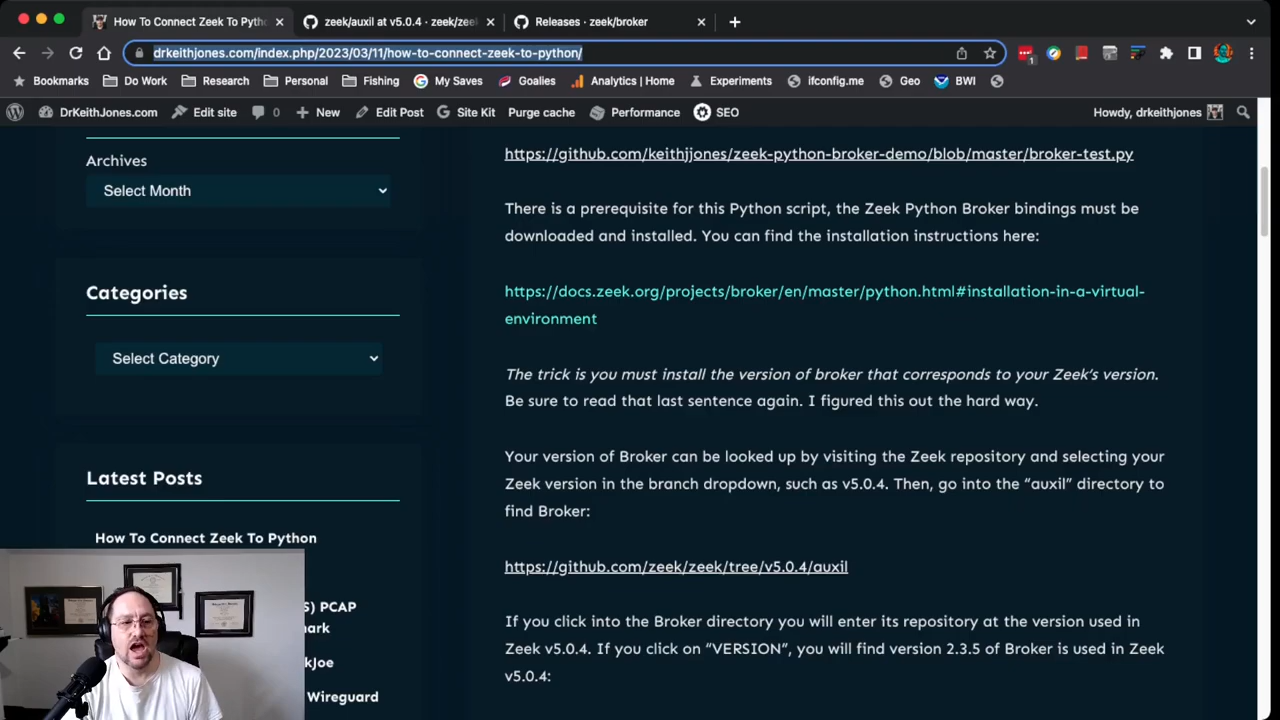 How To Connect Zeek To Pyth
zeek/auxil at v5.0.4 · zeek/zee
Releases · zeek/broker
drkeithjones.com/index.php/2023/03/11/how-to-connect-zeek-to-python/
1
Bookmarks
Do Work
Research
Personal
Fishing
My Saves
Goalies
Analytics | Home
Experiments
ifconfig.me
Geo
BWI
DrKeithJones.com
Edit site
0
New
Edit Post
Site Kit
Purge cache
Performance
SEO
Howdy, drkeithjones
Archives
Select Month
Categories
Select Category
Latest Posts
How To Connect Zeek To Python
S) PCAP
mark
kJoe
Wireguard
https://github.com/keithjjones/zeek-python-broker-demo/blob/master/broker-test.py
There is a prerequisite for this Python script, the Zeek Python Broker bindings must be
downloaded and installed. You can find the installation instructions here:
https://docs.zeek.org/projects/broker/en/master/python.html#installation-in-a-virtual-
environment
The trick is you must install the version of broker that corresponds to your Zeek's version.
Be sure to read that last sentence again. I figured this out the hard way.
Your version of Broker can be looked up by visiting the Zeek repository and selecting your
Zeek version in the branch dropdown, such as v5.0.4. Then, go into the “auxil” directory to
find Broker:
https://github.com/zeek/zeek/tree/v5.0.4/auxil
If you click into the Broker directory you will enter its repository at the version used in
Zeek v5.0.4. If you click on “VERSION”, you will find version 2.3.5 of Broker is used in Zeek
v5.0.4: